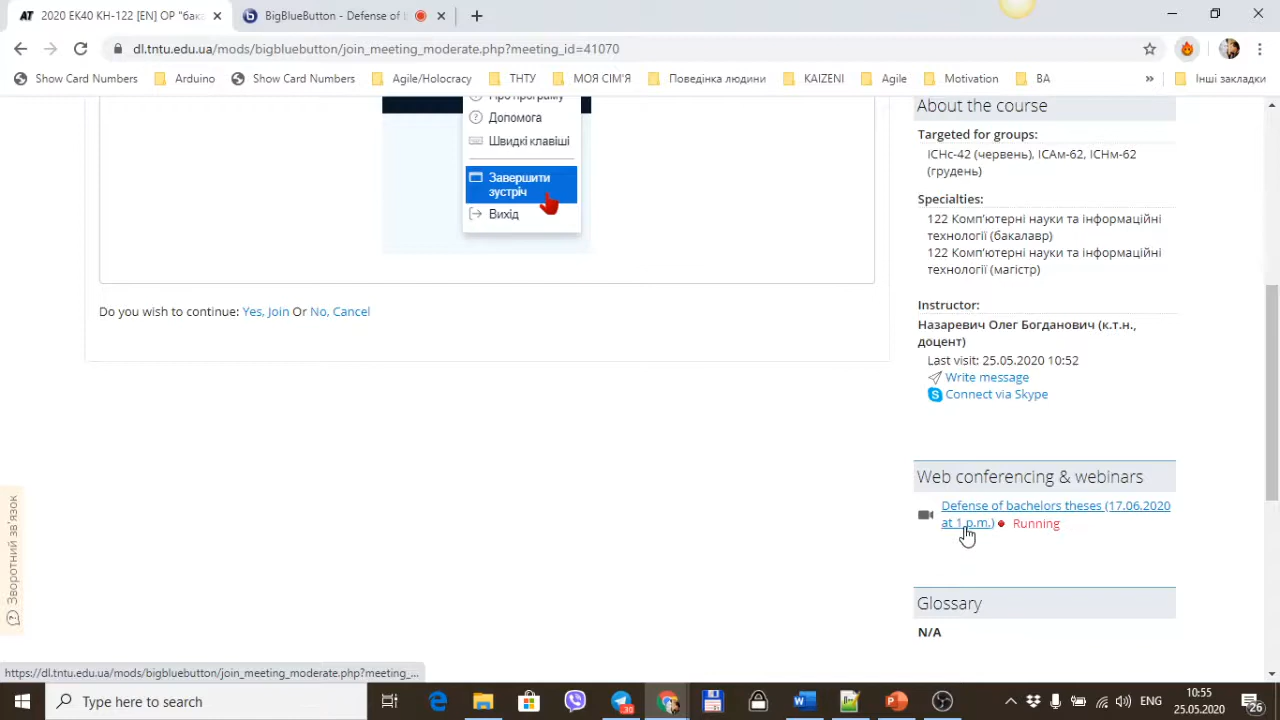 2020 ЕК40 КН-122 [EN] ОР "бака
BigBlueButton - Defense of b
dl.tntu.edu.ua/mods/bigbluebutton/join_meeting_moderate.php?meeting_id=41070
Show Card Numbers
Arduino
Show Card Numbers
Agile/Holocracy
ТНТУ
МОЯ СІМ'Я
Поведінка людини
KAIZENI
Agile
Motivation
BA
»
Інші закладки
Про програму
Допомога
Швидкі клавіші
Завершити
зустріч
Вихід
Do you wish to continue: Yes, Join Or No, Cancel
About the course
Targeted for groups:
ІСНс-42 (червень), ІСАм-62, ІСНм-62
(грудень)
Specialties:
122 Комп'ютерні науки та інформаційні
технології (бакалавр)
122 Комп'ютерні науки та інформаційні
технології (магістр)
Instructor:
Назаревич Олег Богданович (к.т.н.,
доцент)
Last visit: 25.05.2020 10:52
Write message
Connect via Skype
Web conferencing & webinars
Defense of bachelors theses (17.06.2020
at 1 p.m.) Running
Glossary
N/A
Зворотний зв'язок
https://dl.tntu.edu.ua/mods/bigbluebutton/join_meeting_moderate.php?meeting_...
Type here to search
ENG
10:55
25.05.2020
26